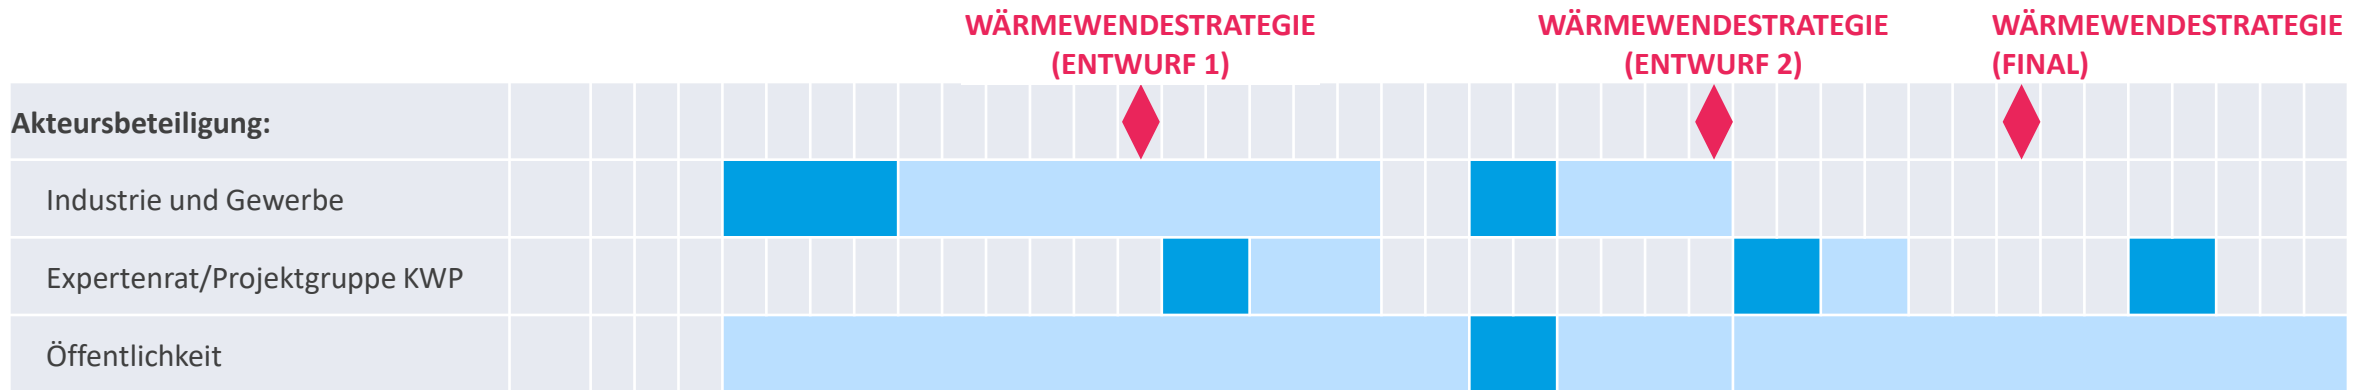 WÄRMEWENDESTRATEGIE
(ENTWURF 1)
WÄRMEWENDESTRATEGIE
(ENTWURF 2)
WÄRMEWENDESTRATEGIE
(FINAL)
Akteursbeteiligung:
Industrie und Gewerbe
Expertenrat/Projektgruppe KWP
Öffentlichkeit